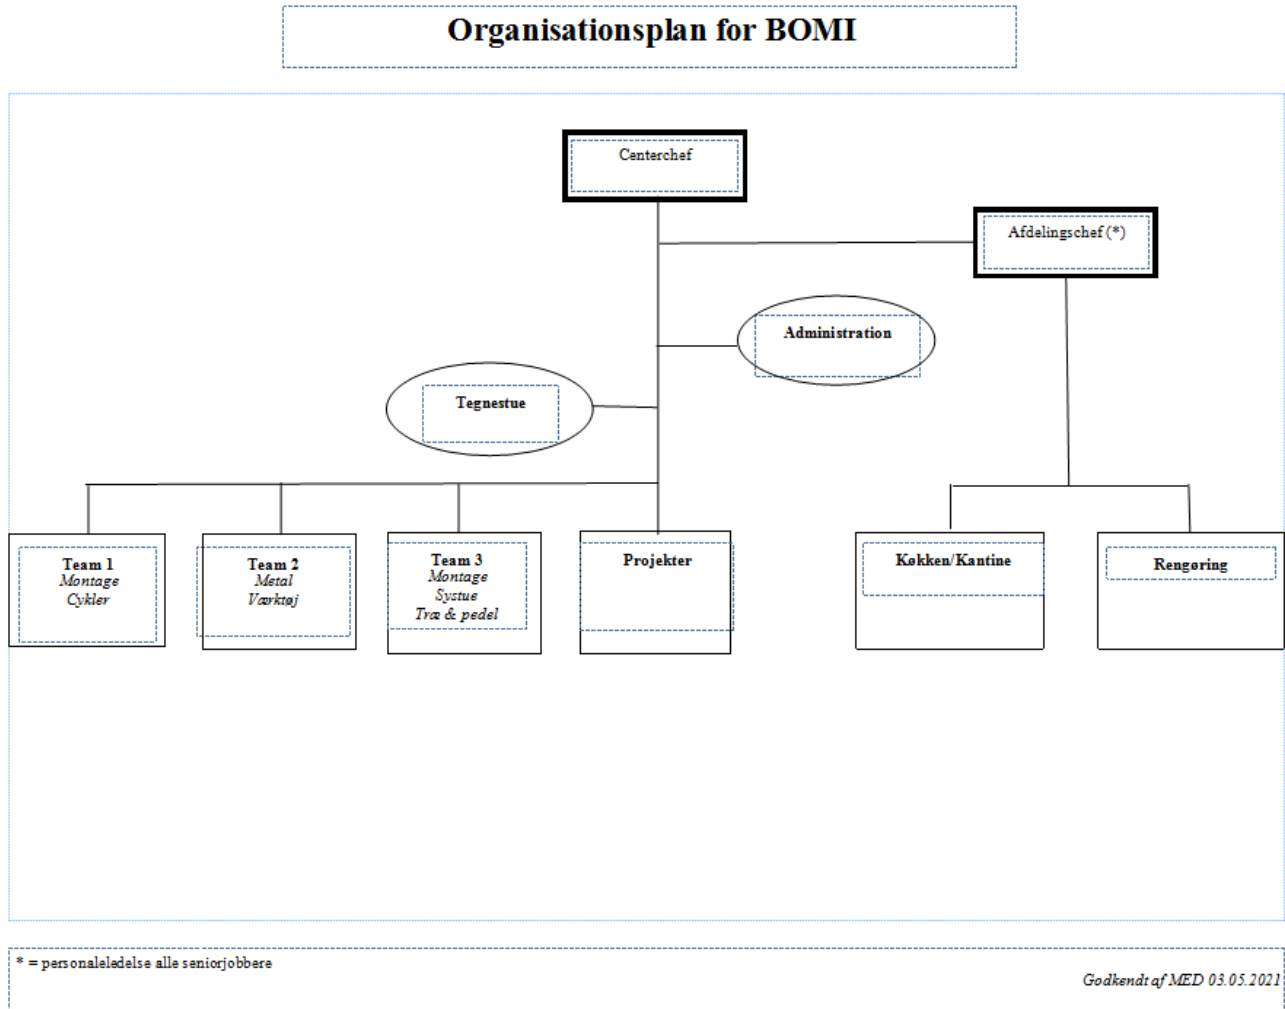 Organisationsplan for BOMI
Centerchef
Afdelingschef (*)
Administration
Tegnestue
Team 1
Montage
Cykler
Team 2
Metal
Værktøj
Team 3
Montage
Systue
Træ & pedel
Projekter
Køkken/Kantine
Rengøring
* = personaleledelse alle seniorjobbere
Godkendt af MED 03.05.2021